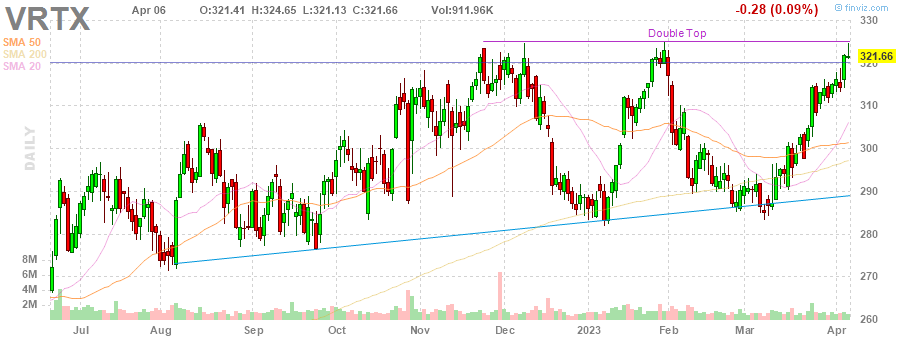 VRTX Apr 06 O:321.41 H:324.65 L:321.13 C:321.66 Vol:911.96K -0.28 (0.09%) © finviz.com
SMA 50
SMA 200
SMA 20
Double Top
DAILY
330
320
321.66
310
300
290
280
270
260
8M
6M
4M
2M
Jul Aug Sep Oct Nov Dec 2023 Feb Mar Apr